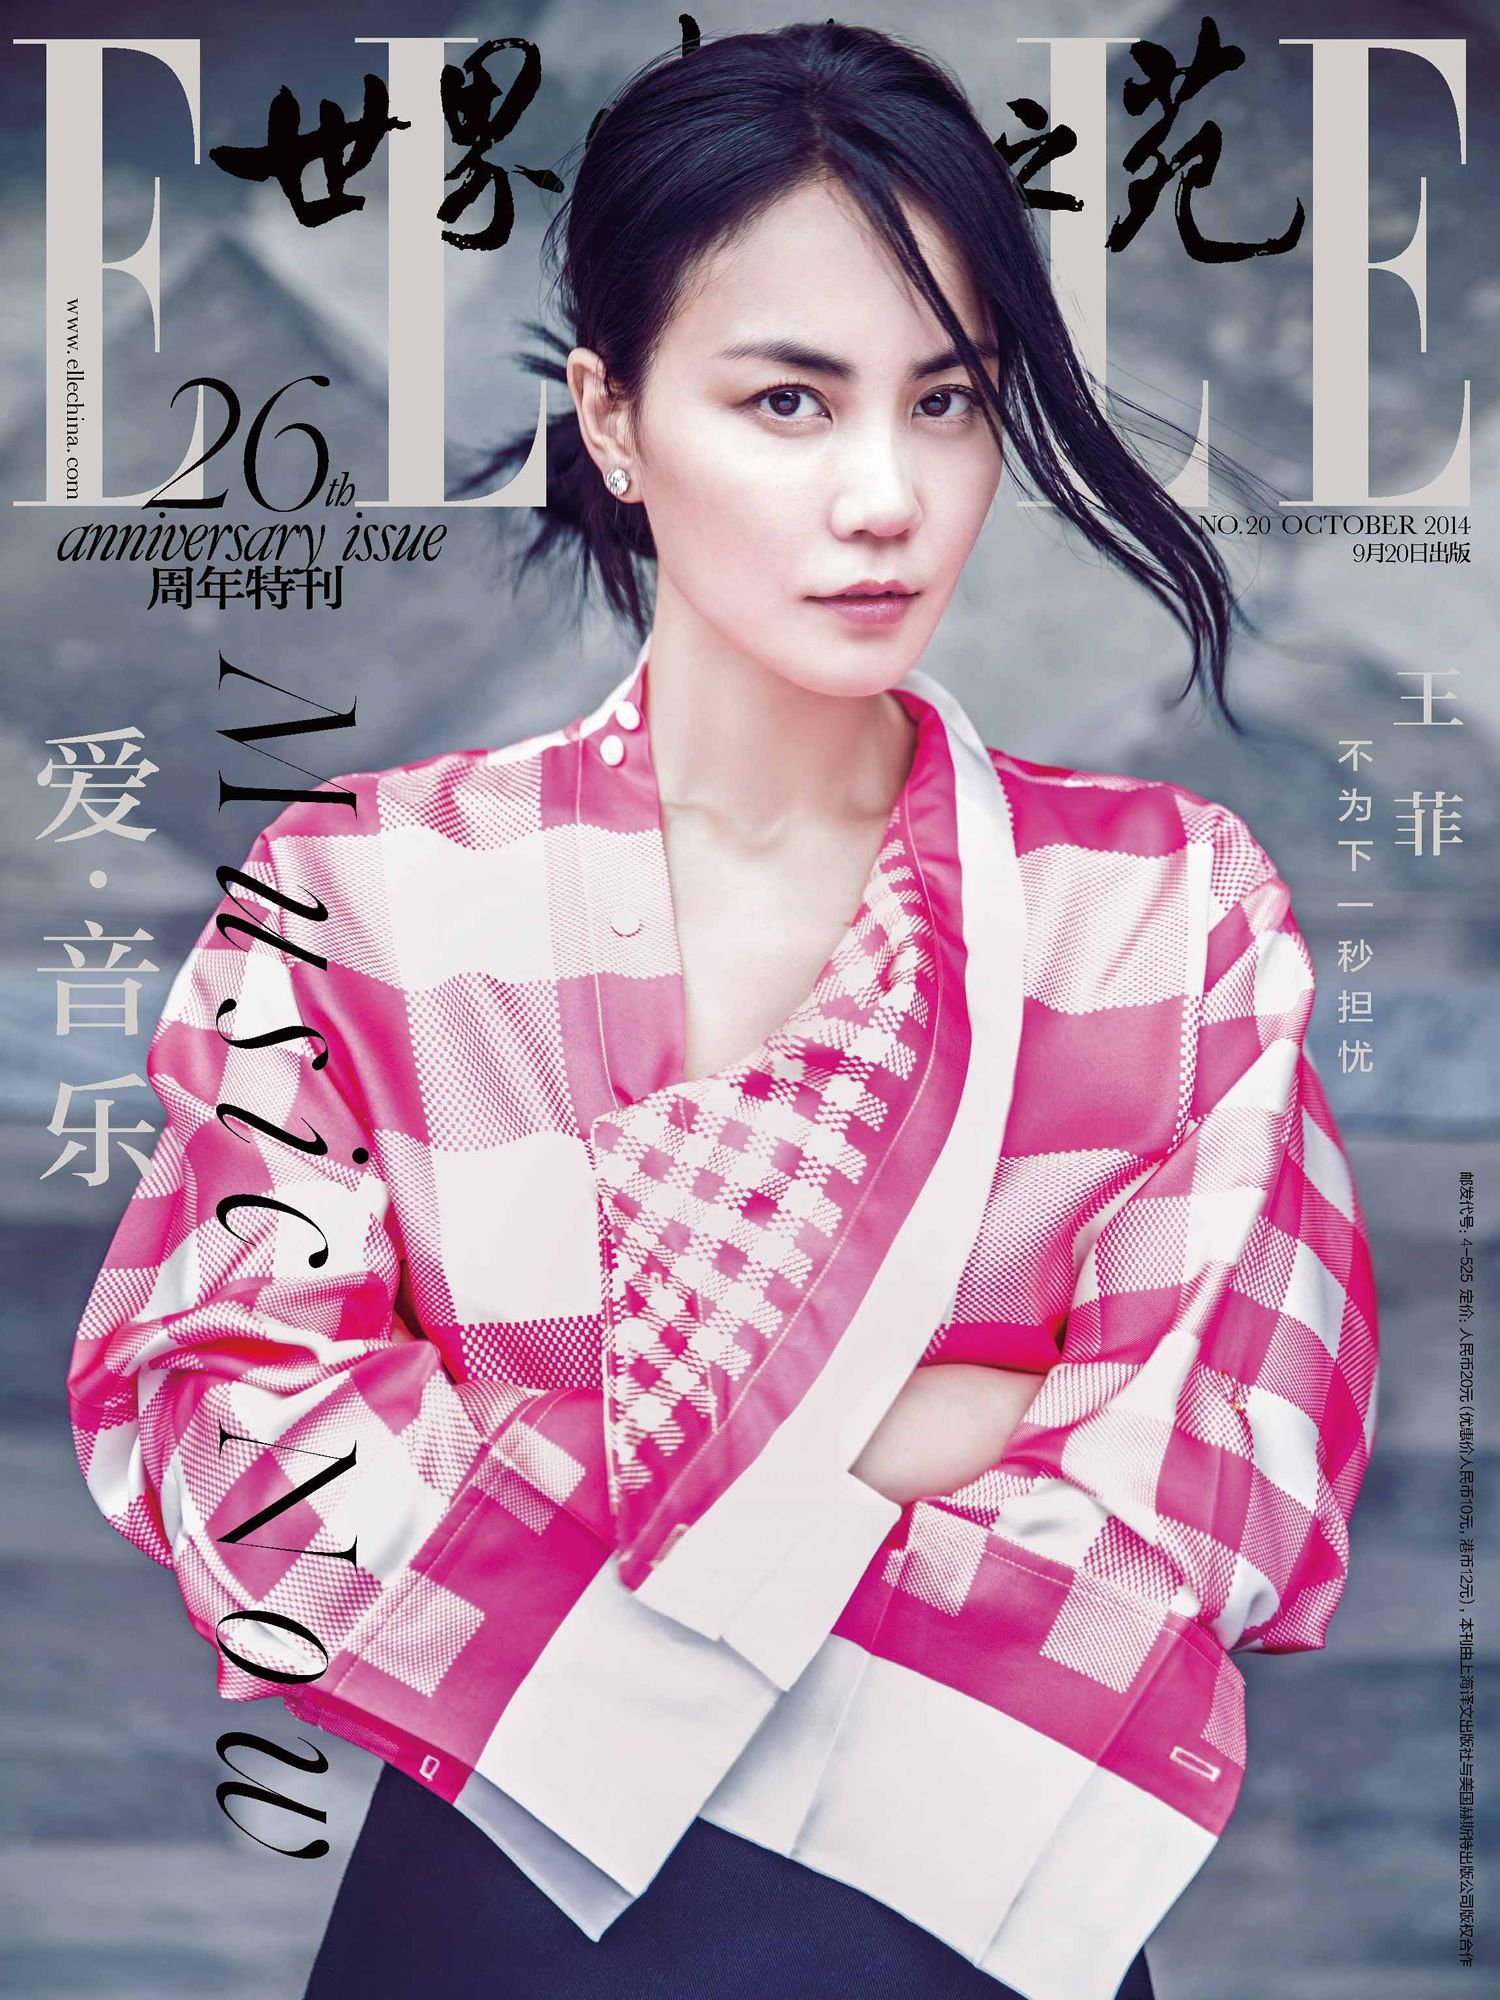 ELLE
世界
之苑
www.ellechina.com
26th
anniversary issue
周年特刊
NO.20 OCTOBER 2014
9月20日出版
爱·音乐
Music Now
王菲
不为下一秒担忧
邮发代号: 4-525 定价: 人民币20元 (优惠价人民币10元, 港币12元), 本刊由上海译文出版社与美国赫斯特出版公司版权合作